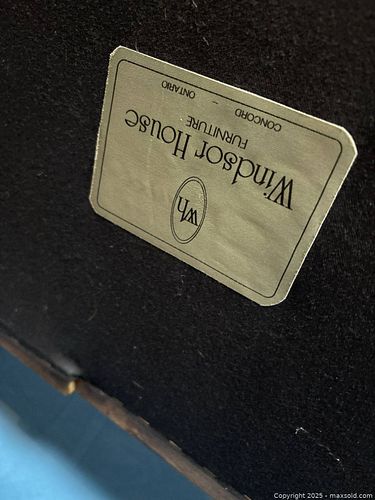 wh
Windsor House
FURNITURE
CONCORD - ONTARIO
Copyright © 2025 - maxsold.com